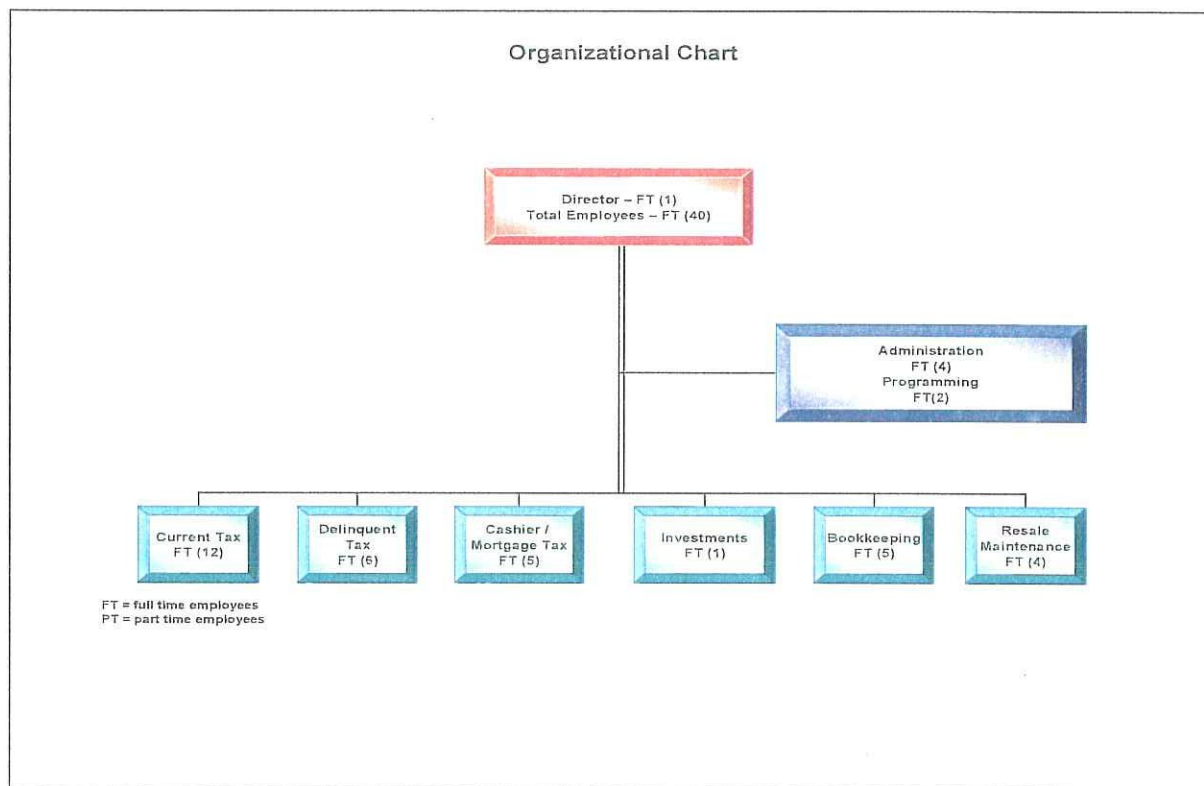 Organizational Chart
Director – FT (1)
Total Employees – FT (40)
Administration
FT (4)
Programming
FT(2)
Current Tax
FT (12)
Delinquent
Tax
FT (6)
Cashier /
Mortgage Tax
FT (5)
Investments
FT (1)
Bookkeeping
FT (5)
Resale
Maintenance
FT (4)
FT = full time employees
PT = part time employees